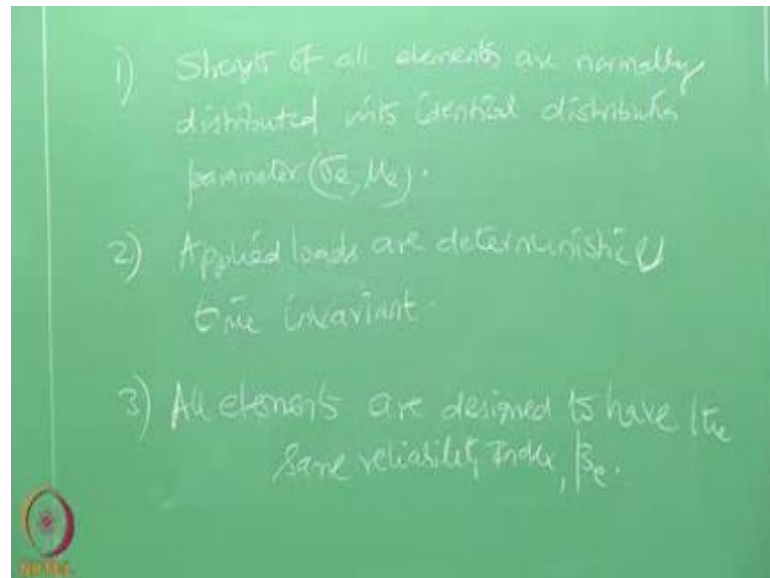 1) Strength of all elements are normally
distributed with identical distribution
parameter (σe, μe).
2) Applied loads are deterministic &
time invariant.
3) All elements are designed to have the
same reliability index, βe.
NPTEL